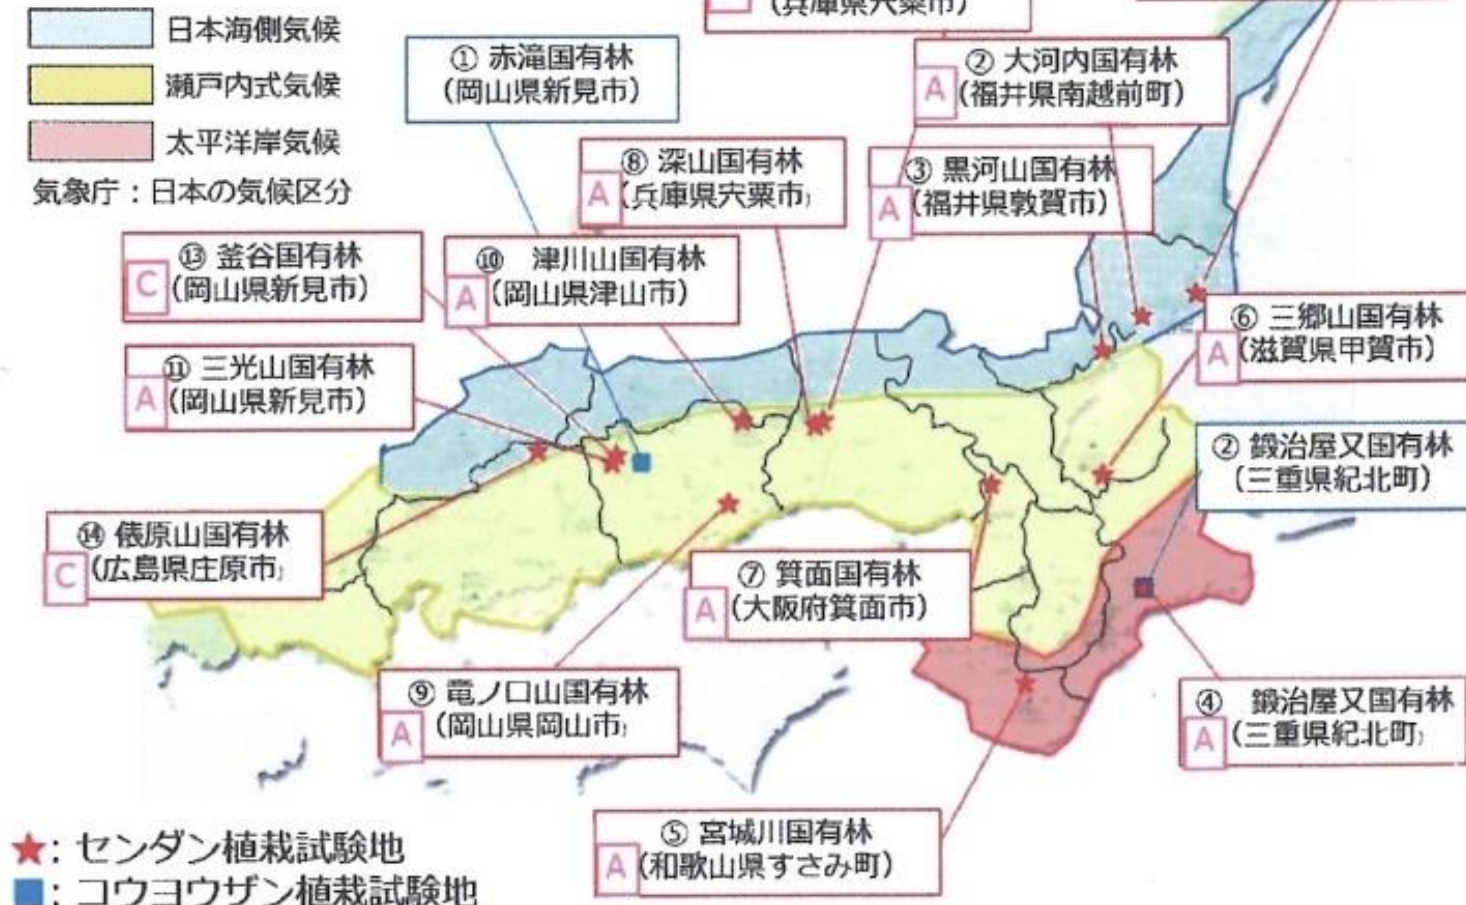 (兵庫県宍粟市)
日本海側気候
瀬戸内式気候
太平洋岸気候
気象庁:日本の気候区分
① 赤滝国有林
(岡山県新見市)
② 大河内国有林
A (福井県南越前町)
⑧ 深山国有林
A (兵庫県宍粟市)
③ 黒河山国有林
A (福井県敦賀市)
⑬ 釜谷国有林
C (岡山県新見市)
⑩ 津川山国有林
A (岡山県津山市)
⑥ 三郷山国有林
A (滋賀県甲賀市)
⑪ 三光山国有林
A (岡山県新見市)
② 鍛治屋又国有林
(三重県紀北町)
⑭ 俵原山国有林
C (広島県庄原市)
⑦ 箕面国有林
A (大阪府箕面市)
⑨ 竜ノ口山国有林
A (岡山県岡山市)
④ 鍛治屋又国有林
A (三重県紀北町)
⑤ 宮城川国有林
A (和歌山県すさみ町)
★: センダン植栽試験地
■: コウヨウザン植栽試験地